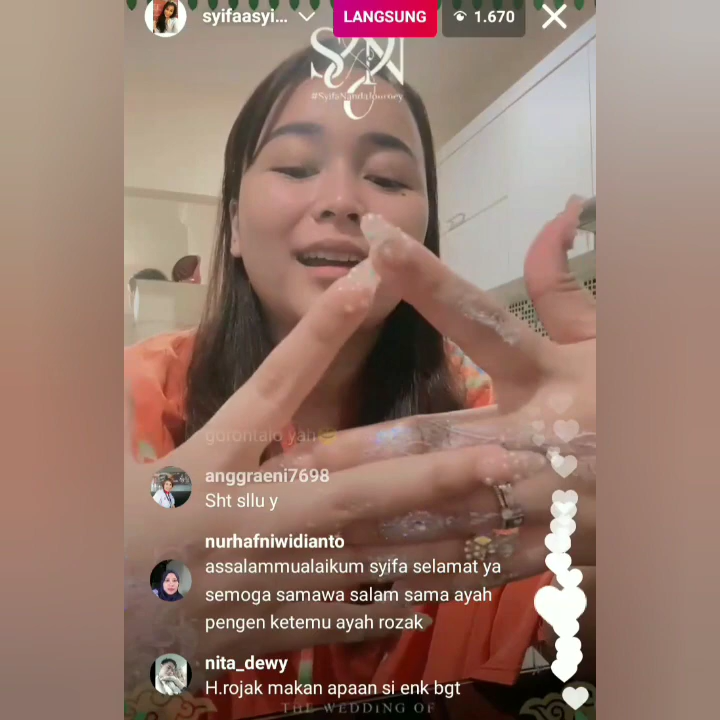 syifaasyi...
LANGSUNG
1.670
SN
#SyifaNandaJourney
gorontalo yah
anggraeni7698
Sht sllu y
nurhafniwidianto
assalammualaikum syifa selamat ya
semoga samawa salam sama ayah
pengen ketemu ayah rozak
nita_dewy
H.rojak makan apaan si enk bgt
THE WEDDING OF